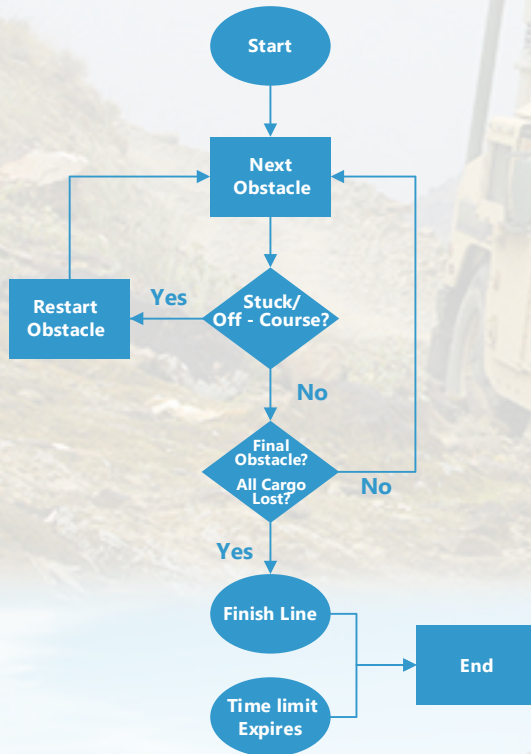 Start
Next
Obstacle
Restart
Obstacle
Yes
Stuck/
Off - Course?
No
Final
Obstacle?
All Cargo
Lost?
No
Yes
Finish Line
End
Time limit
Expires